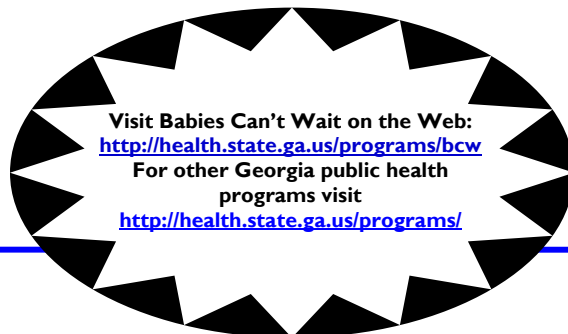 Visit Babies Can’t Wait on the Web:
http://health.state.ga.us/programs/bcw
For other Georgia public health
programs visit
http://health.state.ga.us/programs/